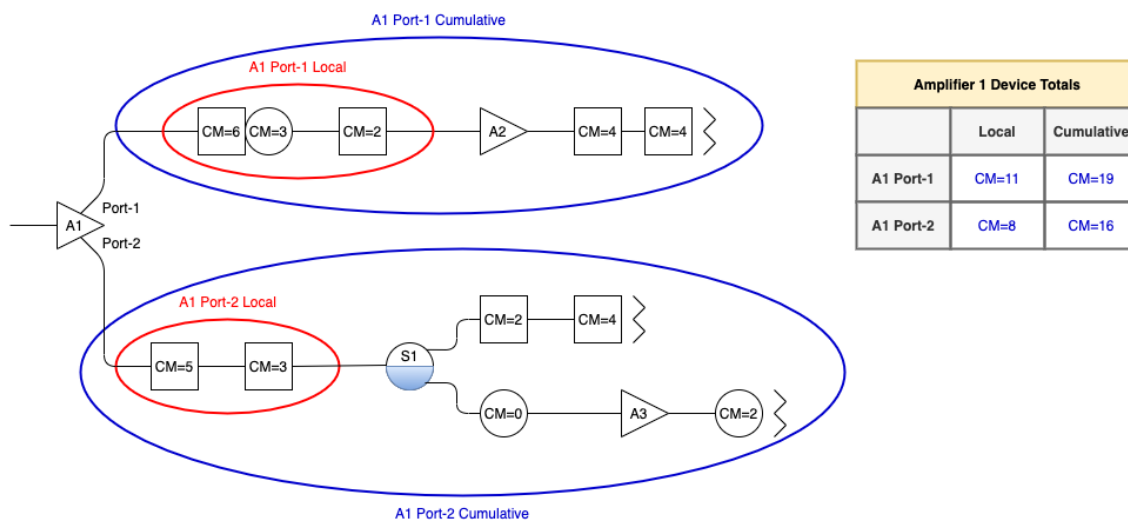 A1 Port-1 Cumulative
A1 Port-1 Local
CM=6 CM=3 CM=2 A2 CM=4 CM=4
Port-1
A1
Port-2
A1 Port-2 Local
CM=5 CM=3
S1
CM=2 CM=4
CM=0 A3 CM=2
A1 Port-2 Cumulative
Amplifier 1 Device Totals
Local Cumulative
A1 Port-1 CM=11 CM=19
A1 Port-2 CM=8 CM=16